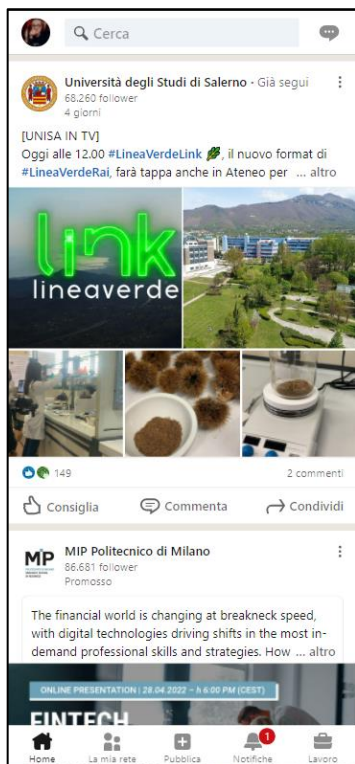 Cerca
Università degli Studi di Salerno • Già segui
68.260 follower
4 giorni
[UNISA IN TV]
Oggi alle 12.00 #LineaVerdeLink, il nuovo format di
#LineaVerdeRai, farà tappa anche in Ateneo per ... altro
link
lineaverde
149
2 commenti
Consiglia
Commenta
Condividi
MIP
MIP Politecnico di Milano
86.681 follower
Promosso
The financial world is changing at breakneck speed,
with digital technologies driving shifts in the most in-
demand professional skills and strategies. How ... altro
ONLINE PRESENTATION | 28.04.2022 – h 6:00 PM (CEST)
FINTECH
1
Home
La mia rete
Pubblica
Notifiche
Lavoro